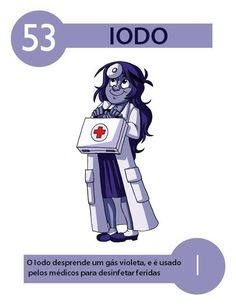 53
IODO
O Iodo desprende um gás violeta, e é usado
pelos médicos para desinfetar feridas
I